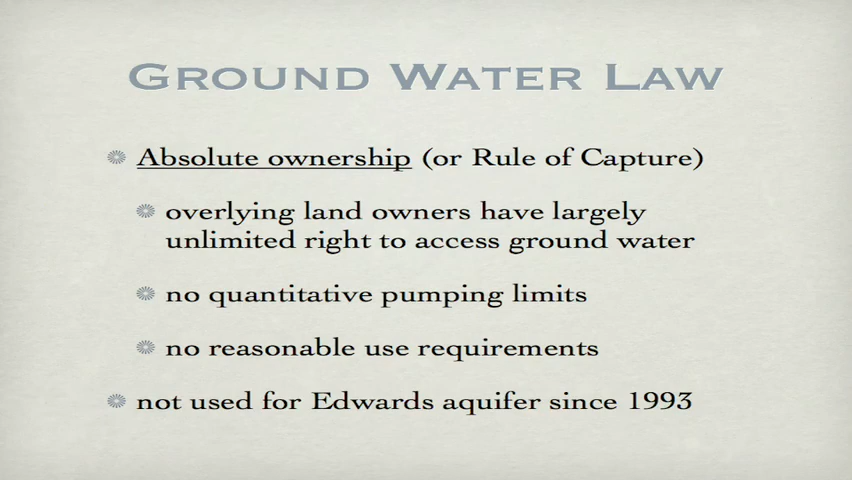 Ground Water Law
Absolute ownership (or Rule of Capture)
overlying land owners have largely
unlimited right to access ground water
no quantitative pumping limits
no reasonable use requirements
not used for Edwards aquifer since 1993